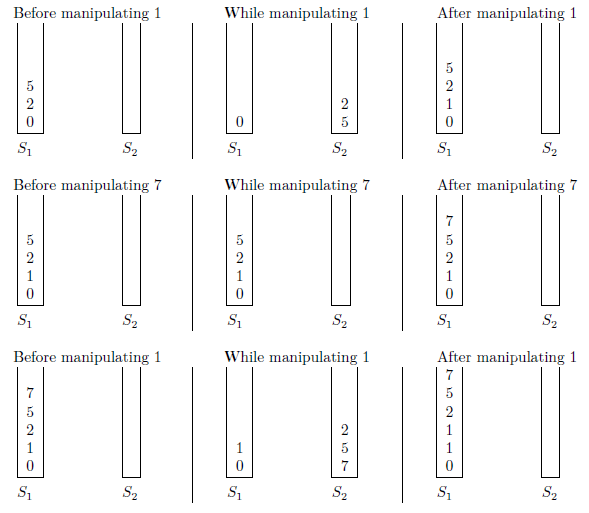 Before manipulating 1 While manipulating 1 After manipulating 1
5
5 2
2 2 1
0 0 5 0
S₁ S₂ S₁ S₂ S₁ S₂
Before manipulating 7 While manipulating 7 After manipulating 7
7
5 5 5
2 2 2
1 1 1
0 0 0
S₁ S₂ S₁ S₂ S₁ S₂
Before manipulating 1 While manipulating 1 After manipulating 1
7
7 5
5 2
2 2 1
1 1 5 1
0 0 7 0
S₁ S₂ S₁ S₂ S₁ S₂